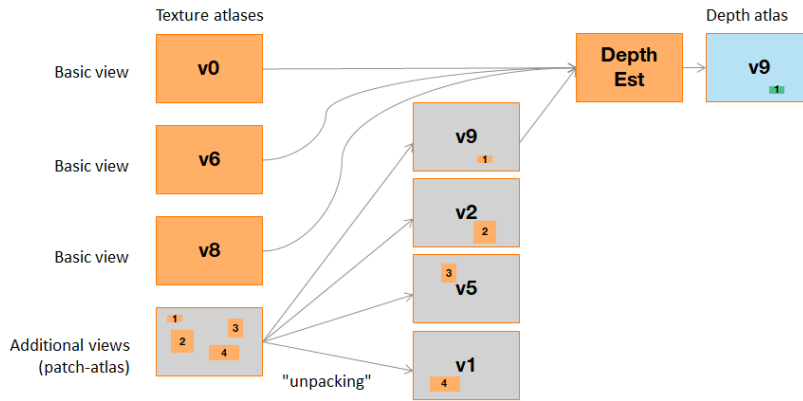 Texture atlases
Depth atlas
Basic view
v0
Depth
Est
v9
1
Basic view
v6
v9
1
v2
2
Basic view
v8
3
v5
Additional views
(patch-atlas)
1
2
3
4
"unpacking"
v1
4